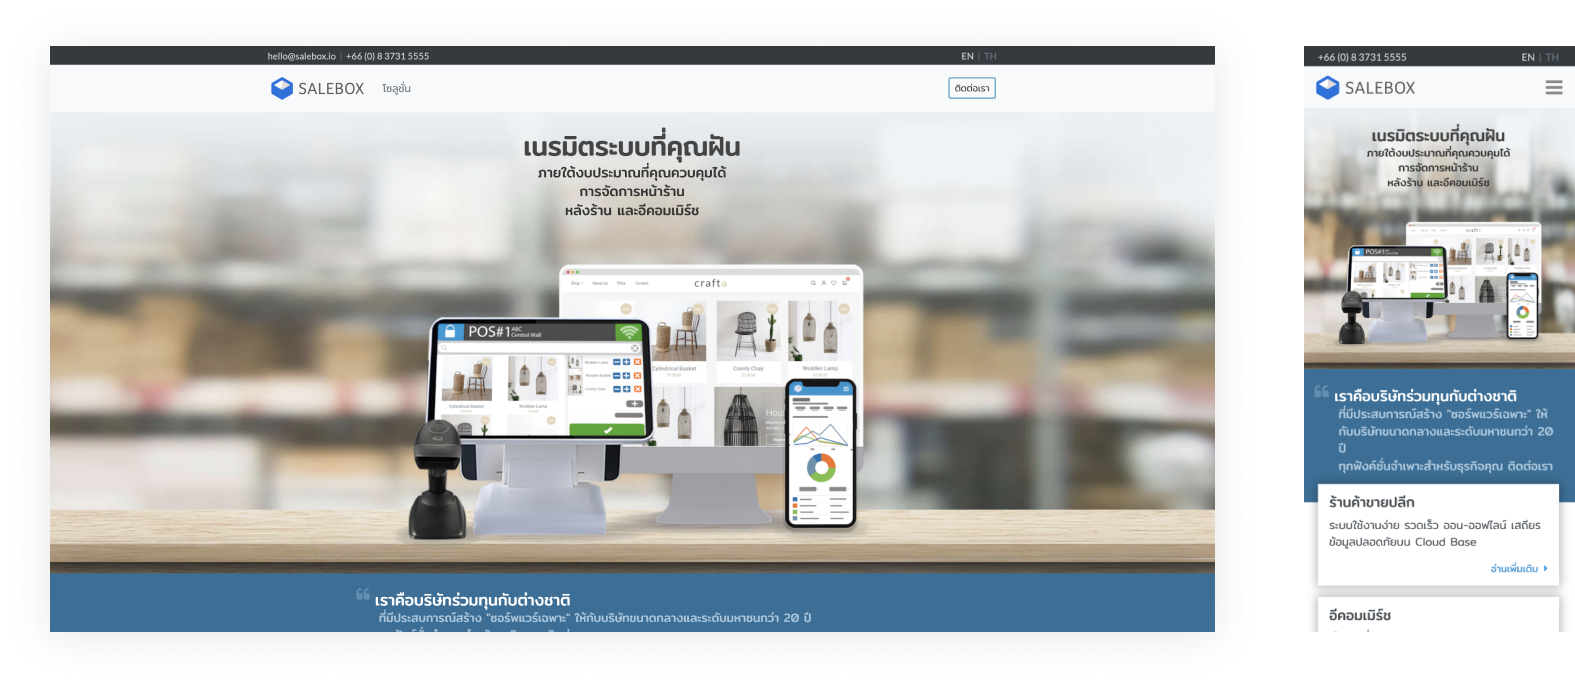 hello@salebox.io | +66 (0) 8 3731 5555
EN | TH
SALEBOX
โซลูชั่น
ติดต่อเรา
เนรมิตระบบที่คุณฝัน
ภายใต้งบประมาณที่คุณควบคุมได้
การจัดการหน้าร้าน
หลังร้าน และอีคอมเมิร์ซ
Shop
About Us
FAQs
Contact
crafta
POS#1 ABC
Central Mall
Wodden Lamp
Wooden Basket
Comfy Chair
Cylindrical Basket
Wodden Lamp
Cylindrical Basket
Comfy Chair
Wodden Lamp
“ เราคือบริษัทร่วมทุนกับต่างชาติ
ที่มีประสบการณ์สร้าง "ซอร์พแวร์เฉพาะ" ให้กับบริษัทขนาดกลางและระดับมหาชนกว่า 20 ปี
+66 (0) 8 3731 5555
EN | TH
SALEBOX
เนรมิตระบบที่คุณฝัน
ภายใต้งบประมาณที่คุณควบคุมได้
การจัดการหน้าร้าน
หลังร้าน และอีคอมเมิร์ซ
crafta
POS#1
“ เราคือบริษัทร่วมทุนกับต่างชาติ
ที่มีประสบการณ์สร้าง "ซอร์พแวร์เฉพาะ" ให้
กับบริษัทขนาดกลางและระดับมหาชนกว่า 20
ปี
ทุกฟังค์ชั่นจำเพาะสำหรับธุรกิจคุณ ติดต่อเรา
ร้านค้าขายปลีก
ระบบใช้งานง่าย รวดเร็ว ออน-ออฟไลน์ เสถียร
ข้อมูลปลอดภัยบน Cloud Base
อ่านเพิ่มเติม
อีคอมเมิร์ซ